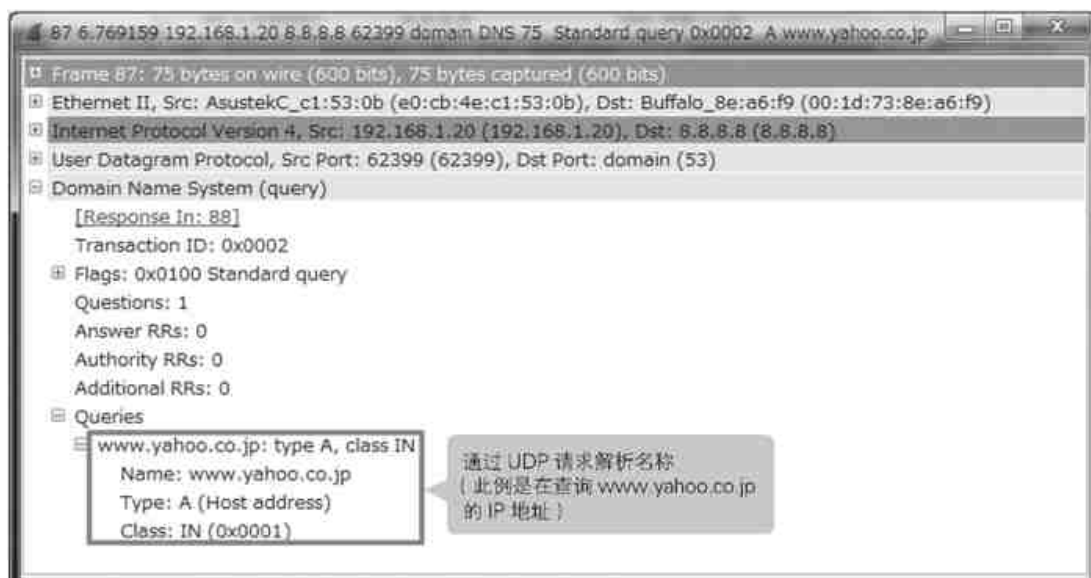 87 6.769159 192.168.1.20 8.8.8.8 62399 domain DNS 75 Standard query 0x0002 A www.yahoo.co.jp
Frame 87: 75 bytes on wire (600 bits), 75 bytes captured (600 bits)
Ethernet II, Src: AsustekC_c1:53:0b (e0:cb:4e:c1:53:0b), Dst: Buffalo_8e:a6:f9 (00:1d:73:8e:a6:f9)
Internet Protocol Version 4, Src: 192.168.1.20 (192.168.1.20), Dst: 8.8.8.8 (8.8.8.8)
User Datagram Protocol, Src Port: 62399 (62399), Dst Port: domain (53)
Domain Name System (query)
[Response In: 88]
Transaction ID: 0x0002
Flags: 0x0100 Standard query
Questions: 1
Answer RRs: 0
Authority RRs: 0
Additional RRs: 0
Queries
www.yahoo.co.jp: type A, class IN
Name: www.yahoo.co.jp
Type: A (Host address)
Class: IN (0x0001)
通过 UDP 请求解析名称
（此例是在查询 www.yahoo.co.jp
的 IP 地址）